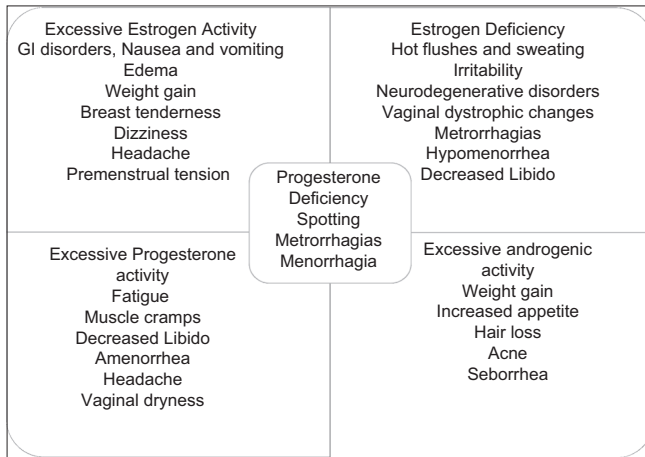 Excessive Estrogen Activity
GI disorders, Nausea and vomiting
Edema
Weight gain
Breast tenderness
Dizziness
Headache
Premenstrual tension
Estrogen Deficiency
Hot flushes and sweating
Irritability
Neurodegenerative disorders
Vaginal dystrophic changes
Metrorrhagias
Hypomenorrhea
Decreased Libido
Progesterone
Deficiency
Spotting
Metrorrhagias
Menorrhagia
Excessive Progesterone
activity
Fatigue
Muscle cramps
Decreased Libido
Amenorrhea
Headache
Vaginal dryness
Excessive androgenic
activity
Weight gain
Increased appetite
Hair loss
Acne
Seborrhea